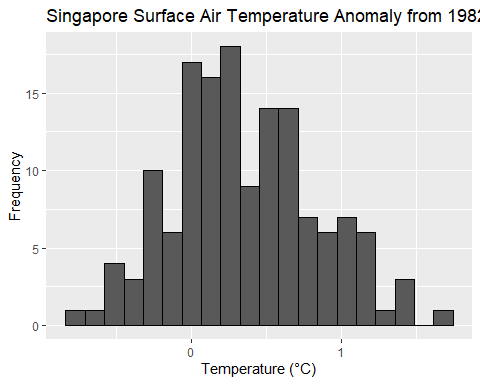 Singapore Surface Air Temperature Anomaly from 1982
Frequency
15
10
5
0
0
1
Temperature (°C)